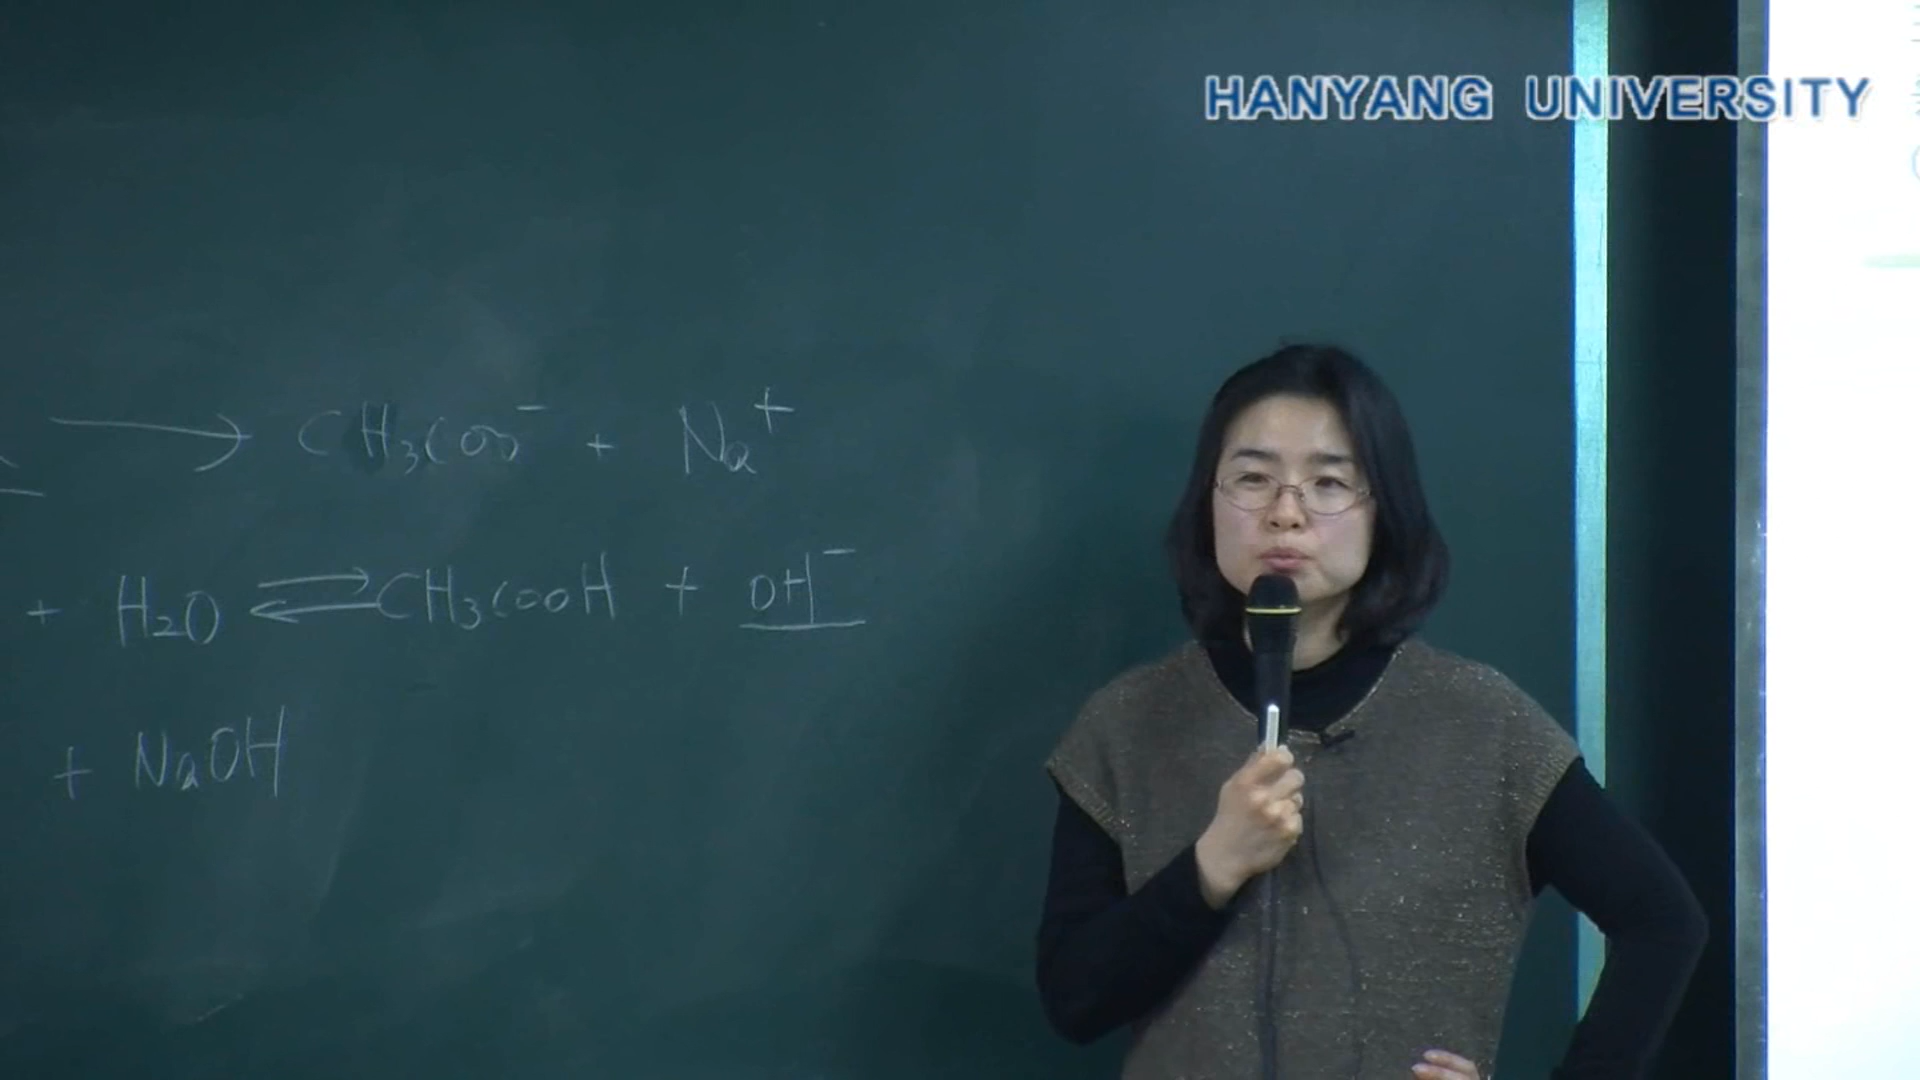 HANYANG UNIVERSITY
→ CH₃COO⁻ + Na⁺
+ H₂O ⇌ CH₃COOH + OH⁻
+ NaOH